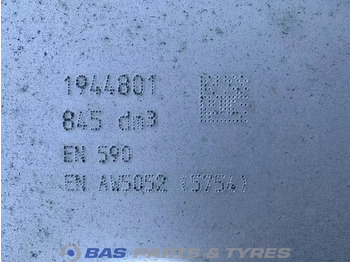 1944801
845 dm3
EN 590
EN AW5052 (5754)
BAS PARTS & TYRES